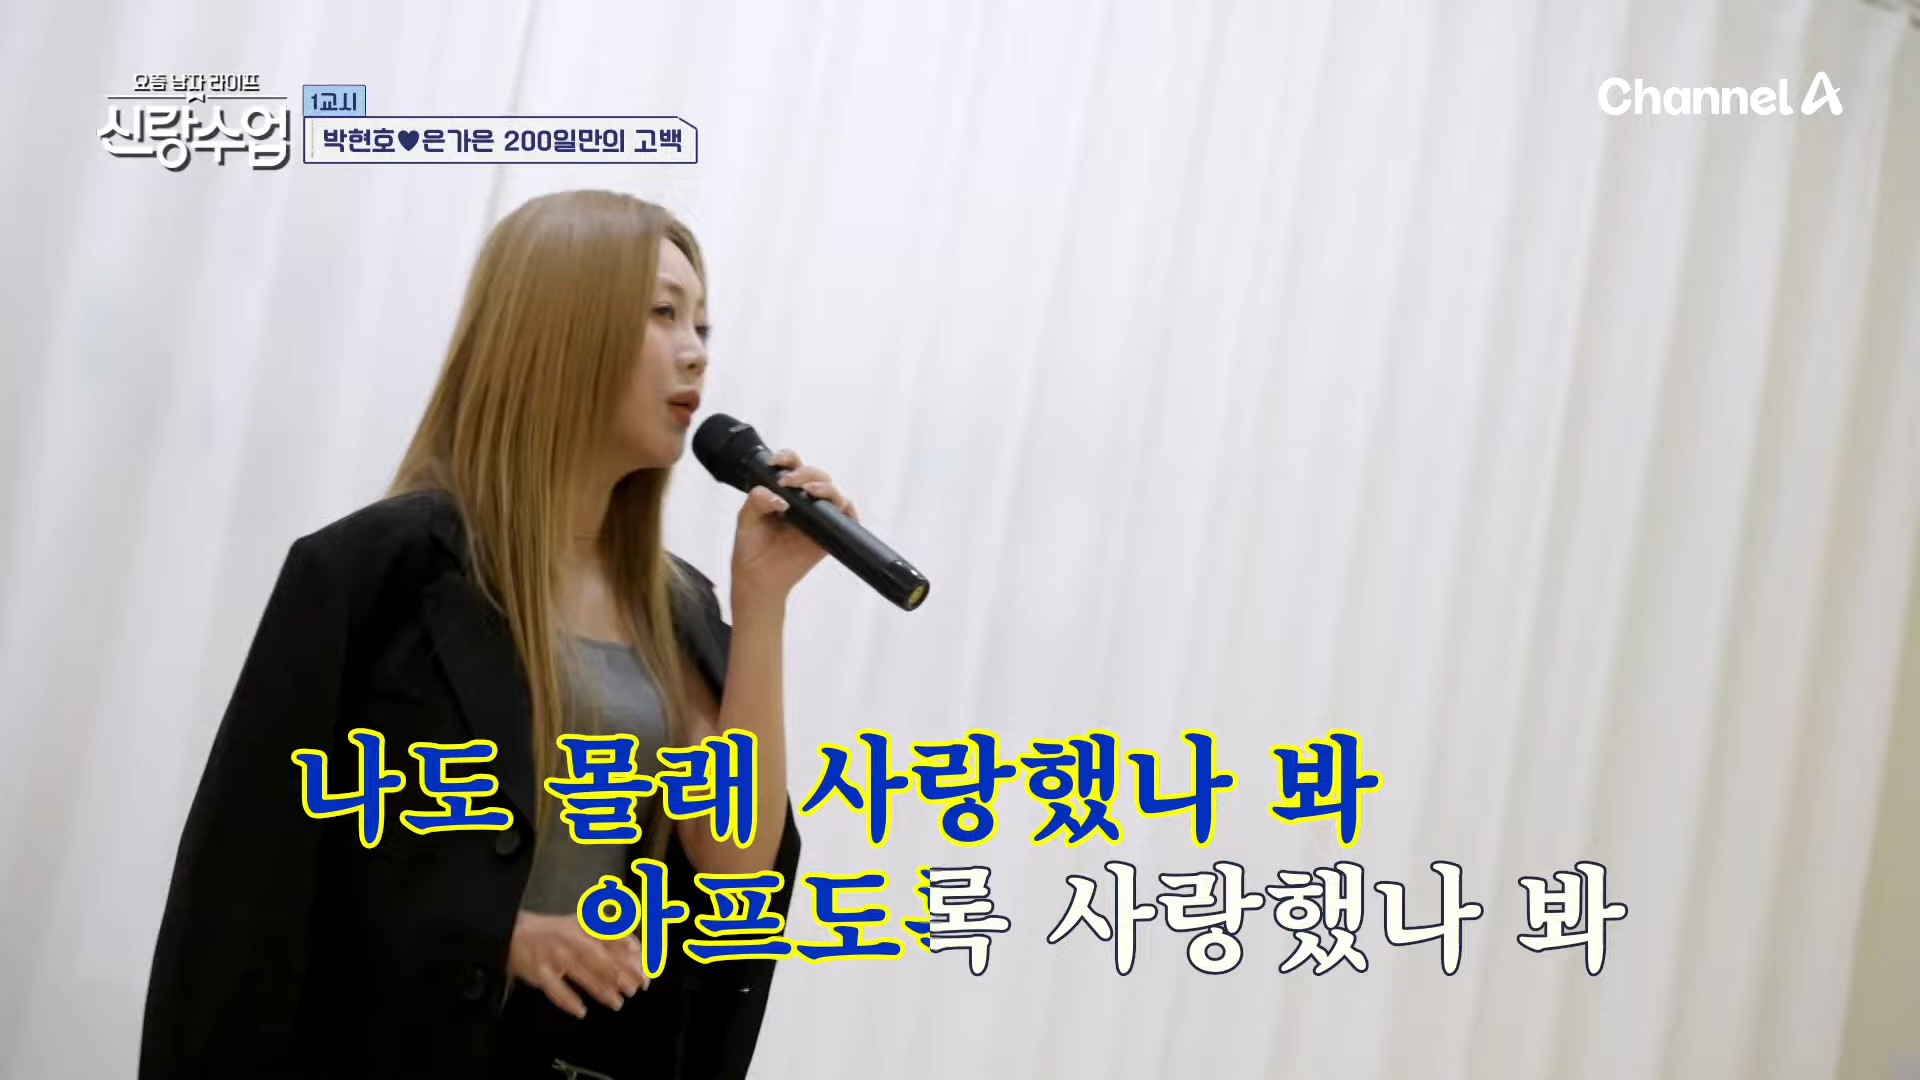 요즘 남자 라이프
신랑수업
1교시
박현호♥은가은 200일만의 고백
Channel A
나도 몰래 사랑했나 봐
아프도록 사랑했나 봐